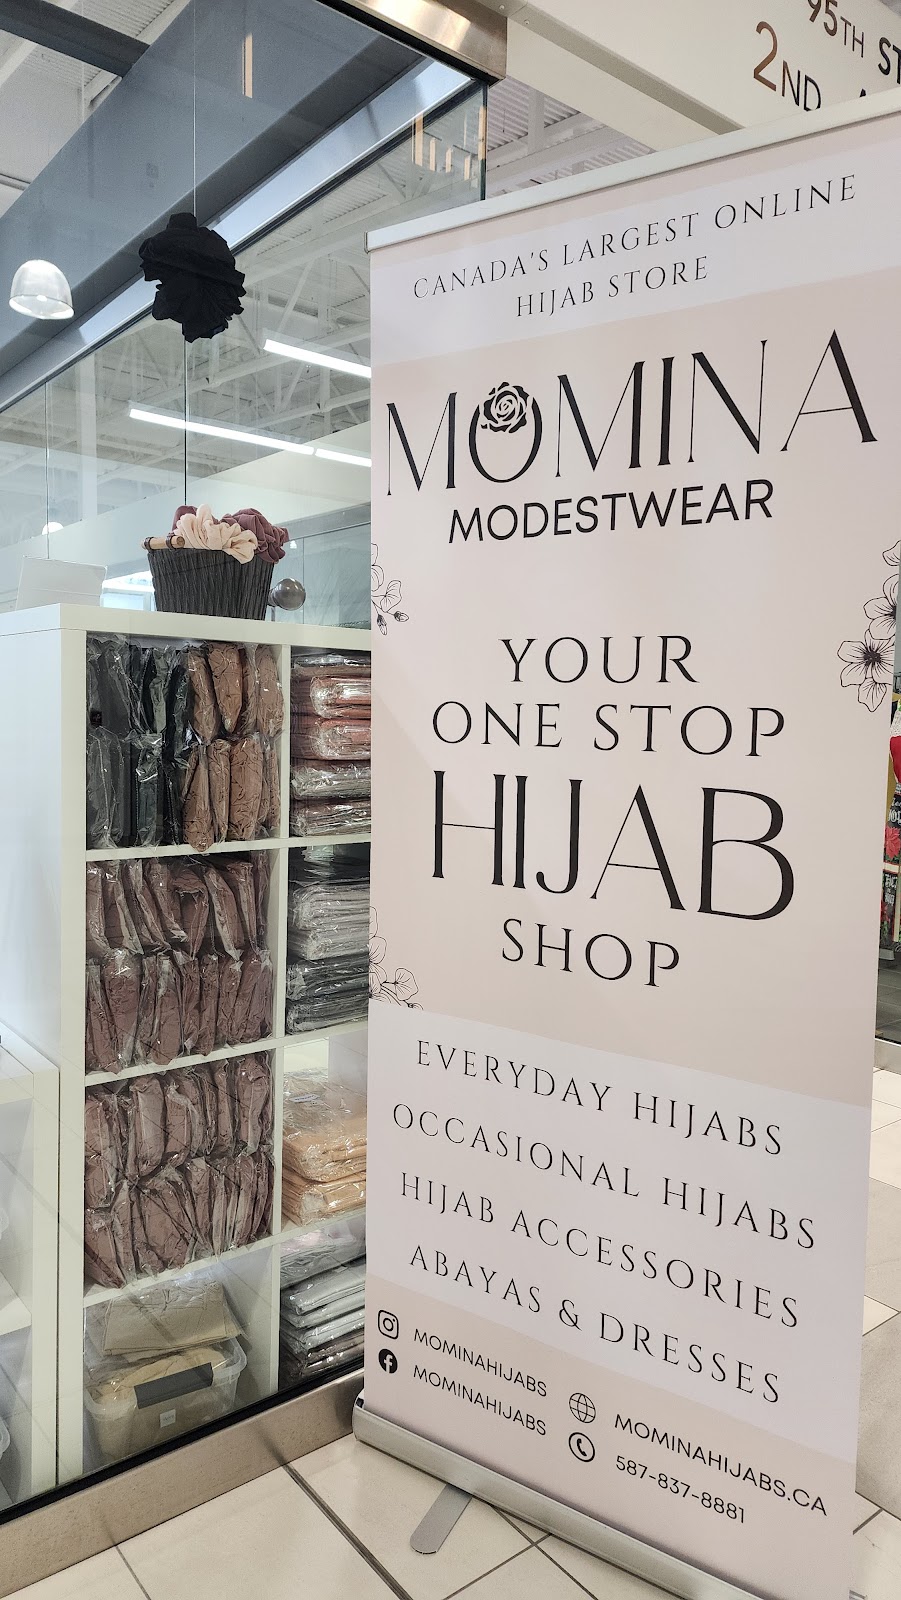 95TH ST
2ND
CANADA'S LARGEST ONLINE
HIJAB STORE
MOMINA
MODESTWEAR
YOUR
ONE STOP
HIJAB
SHOP
EVERYDAY HIJABS
OCCASIONAL HIJABS
HIJAB ACCESSORIES
ABAYAS & DRESSES
MOMINAHIJABS
MOMINAHIJABS
MOMINAHIJABS.CA
587-837-8881